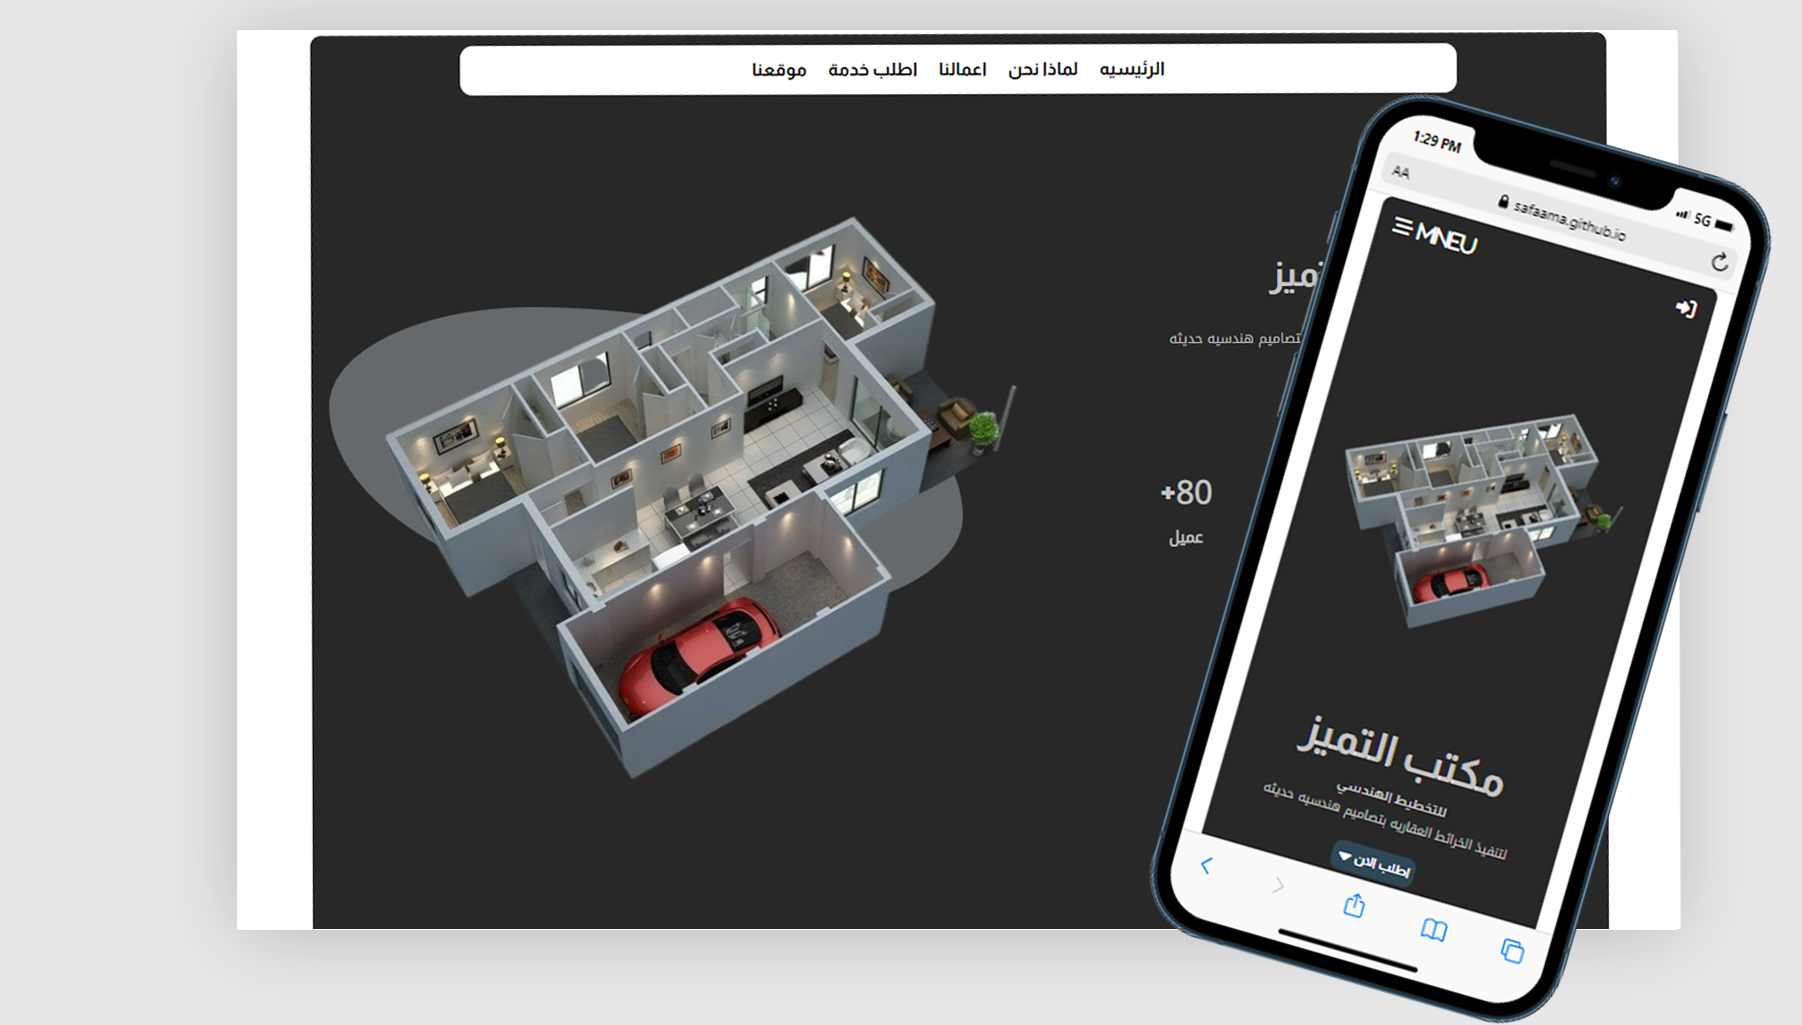 الرئيسيه لماذا نحن اعمالنا اطلب خدمة موقعنا
تصاميم هندسيه حديثه
+80
عميل
1:29 PM
5G
AA
safaama.github.io
MNEU
مكتب التميز
للتخطيط الهندسي
لتنفيذ الخرائط العقاريه بتصاميم هندسيه حديثه
اطلب الان